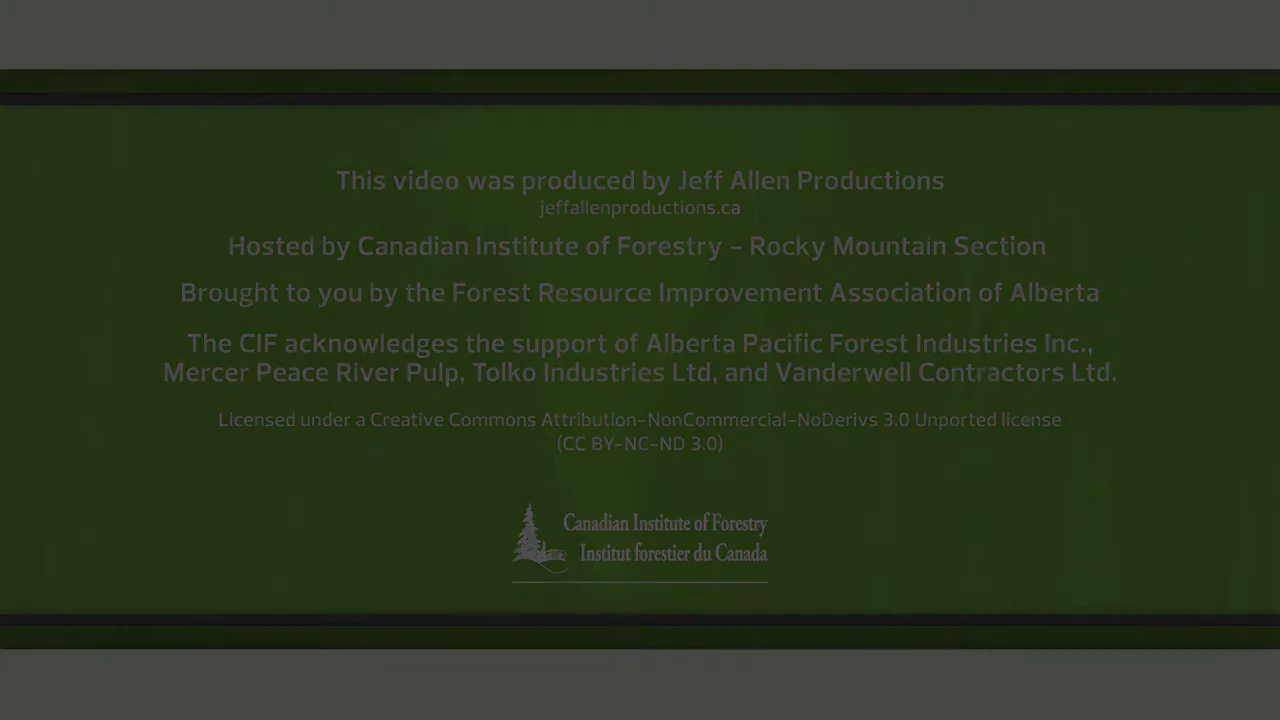 This video was produced by Jeff Allen Productions
jeffallenproductions.ca
Hosted by Canadian Institute of Forestry - Rocky Mountain Section
Brought to you by the Forest Resource Improvement Association of Alberta
The CIF acknowledges the support of Alberta Pacific Forest Industries Inc.,
Mercer Peace River Pulp, Tolko Industries Ltd, and Vanderwell Contractors Ltd.
Licensed under a Creative Commons Attribution-NonCommercial-NoDerivs 3.0 Unported license
(CC BY-NC-ND 3.0)
Canadian Institute of Forestry
Institut forestier du Canada